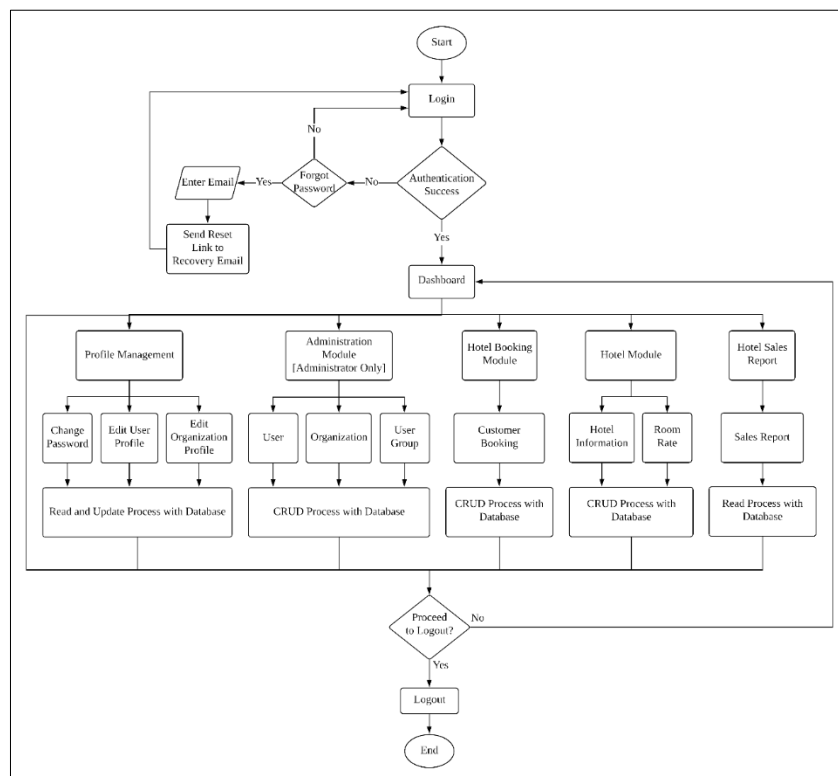 Start
Login
No
Authentication
Success
No
Forgot
Password
Yes
Enter Email
Send Reset
Link to
Recovery Email
Yes
Dashboard
Profile Management
Administration
Module
[Administrator Only]
Hotel Booking
Module
Hotel Module
Hotel Sales
Report
Change
Password
Edit User
Profile
Edit
Organization
Profile
User
Organization
User
Group
Customer
Booking
Hotel
Information
Room
Rate
Sales Report
Read and Update Process with Database
CRUD Process with Database
CRUD Process with
Database
CRUD Process with
Database
Read Process with
Database
Proceed
to Logout?
No
Yes
Logout
End